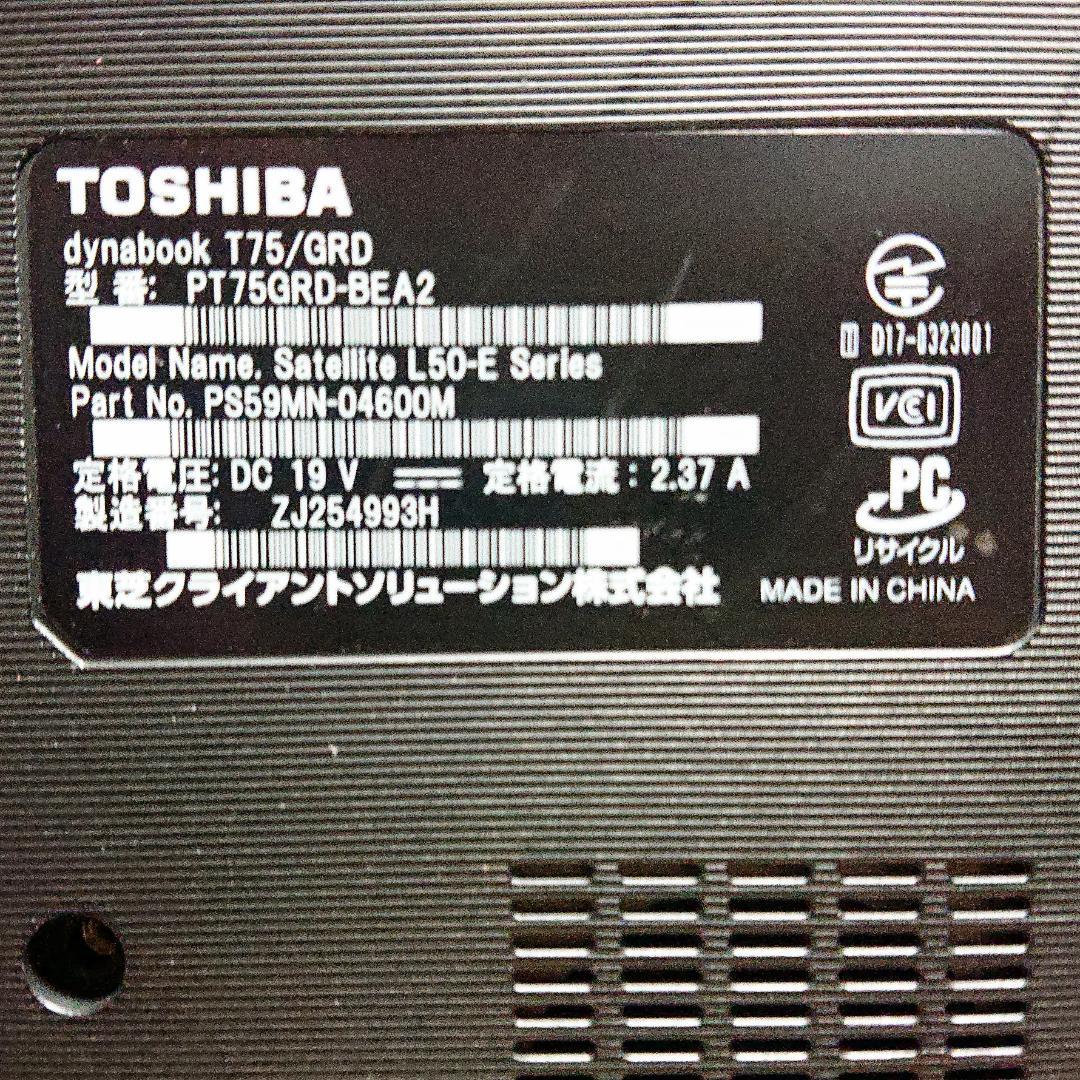 TOSHIBA
dynabook T75/GRD
型 番: PT75GRD-BEA2
Model Name. Satellite L50-E Series
Part No. PS59MN-04600M
定格電圧: DC 19 V 定格電流: 2.37 A
製造番号: ZJ254993H
東芝クライアントソリューション株式会社
T D17-0323001
VCCI
PC
リサイクル
MADE IN CHINA